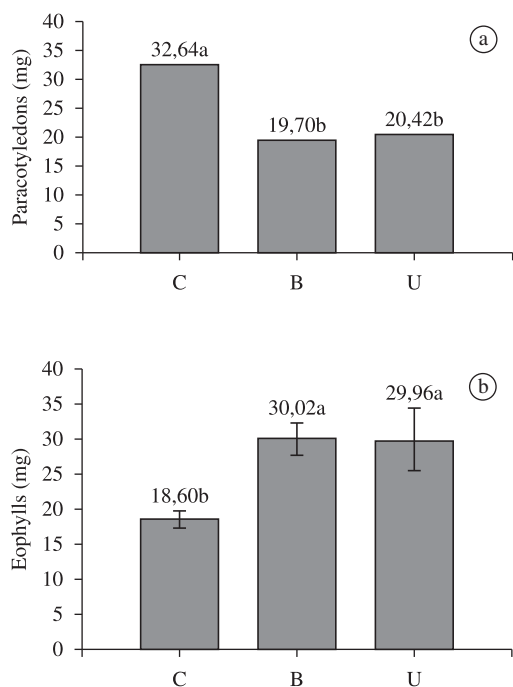 a
Paracotyledons (mg)
40
35
30
25
20
15
10
5
0
32,64a
19,70b
20,42b
C B U
b
Eophylls (mg)
40
35
30
25
20
15
10
5
0
18,60b
30,02a
29,96a
C B U